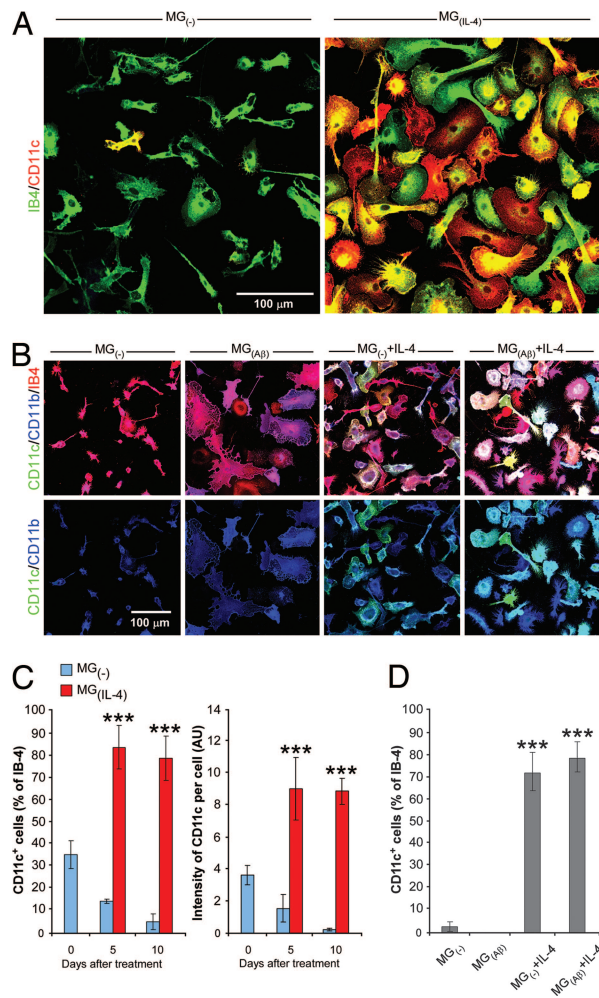 A
MG(-)
MG(IL-4)
IB4/CD11c
100 μm
B
MG(-)
MG(Aβ)
MG(-)+IL-4
MG(Aβ)+IL-4
CD11c/CD11b/IB4
CD11c/CD11b
100 μm
C
MG(-)
MG(IL-4)
CD11c+ cells (% of IB-4)
100
90
80
70
60
50
40
30
20
10
0
***
***
0 5 10
Days after treatment
Intensity of CD11c per cell (AU)
14
12
10
8
6
4
2
0
***
***
0 5 10
Days after treatment
D
CD11c+ cells (% of IB-4)
100
90
80
70
60
50
40
30
20
10
0
***
***
MG(-)
MG(Aβ)
MG(-)+IL-4
MG(Aβ)+IL-4